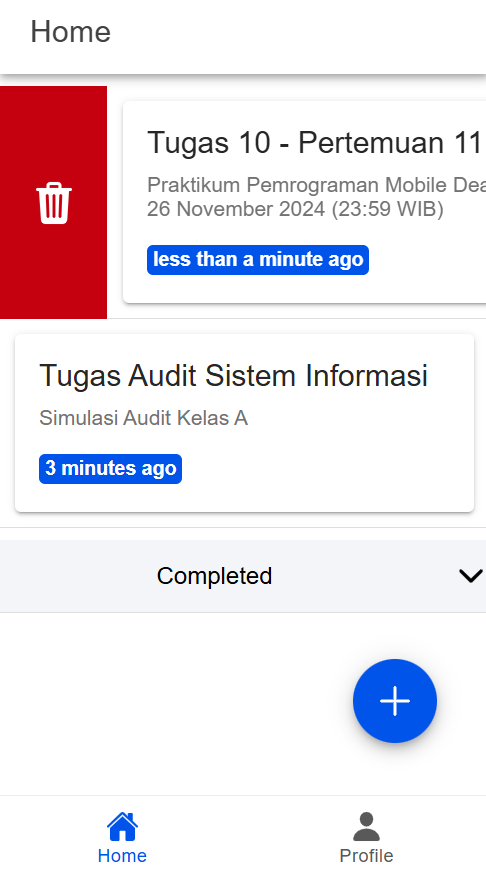 Home
Tugas 10 - Pertemuan 11
Praktikum Pemrograman Mobile Dea
26 November 2024 (23:59 WIB)
less than a minute ago
Tugas Audit Sistem Informasi
Simulasi Audit Kelas A
3 minutes ago
Completed
Home
Profile